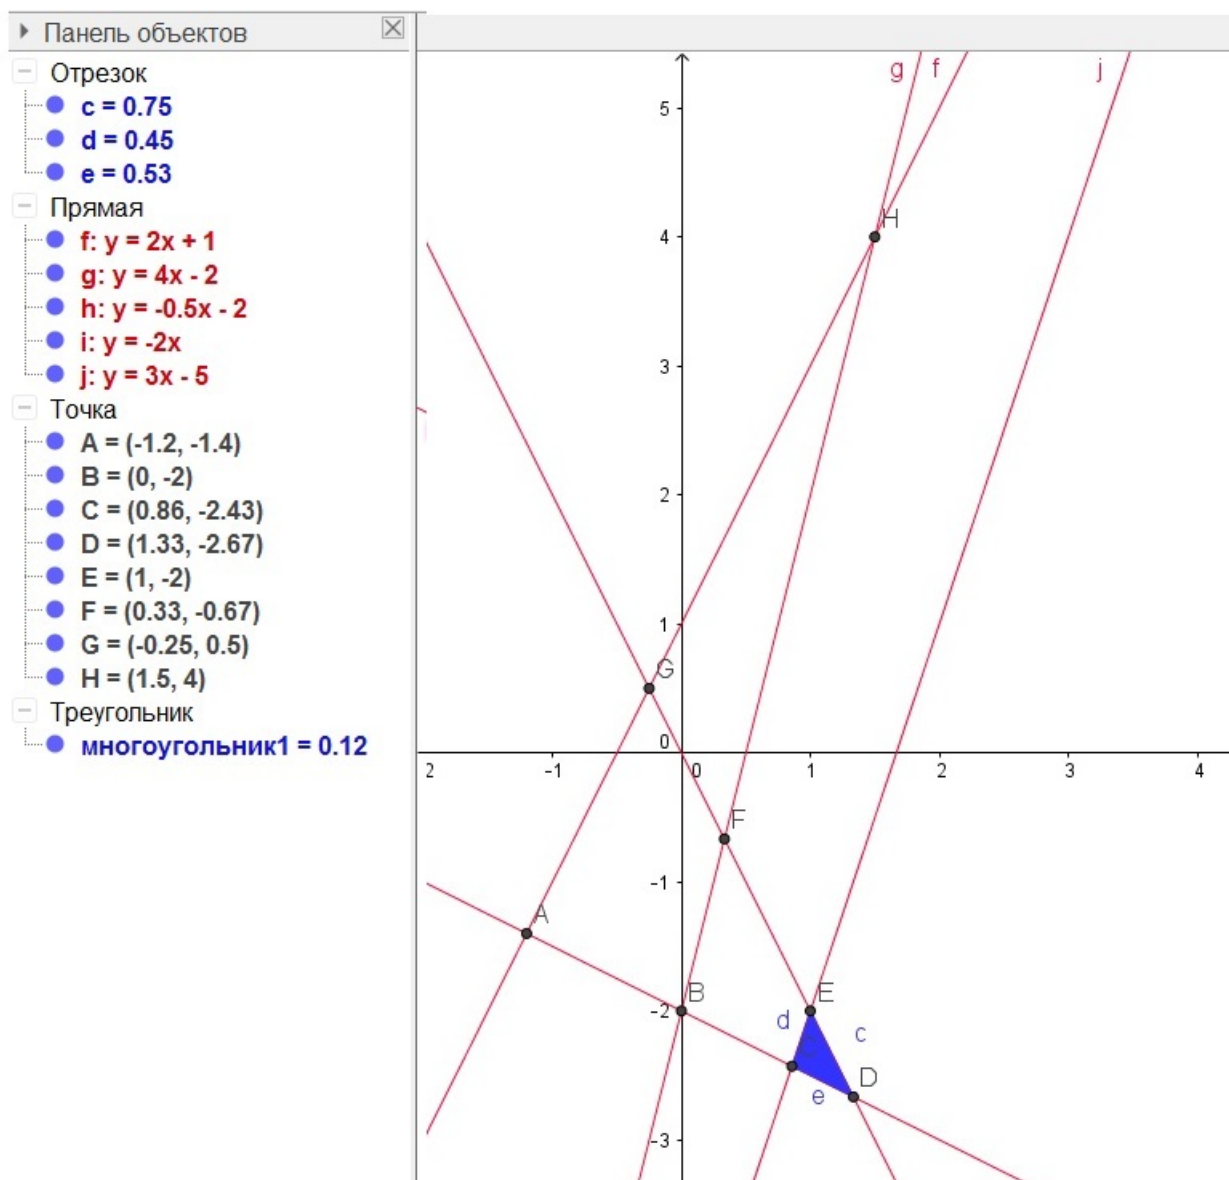 Панель объектов
Отрезок
c = 0.75
d = 0.45
e = 0.53
Прямая
f: y = 2x + 1
g: y = 4x - 2
h: y = -0.5x - 2
i: y = -2x
j: y = 3x - 5
Точка
A = (-1.2, -1.4)
B = (0, -2)
C = (0.86, -2.43)
D = (1.33, -2.67)
E = (1, -2)
F = (0.33, -0.67)
G = (-0.25, 0.5)
H = (1.5, 4)
Треугольник
многоугольник1 = 0.12
g f j
5
H
4
3
2
1
G
0
2 -1 0 1 2 3 4
F
-1
A
B E
-2
d c
D
e
-3